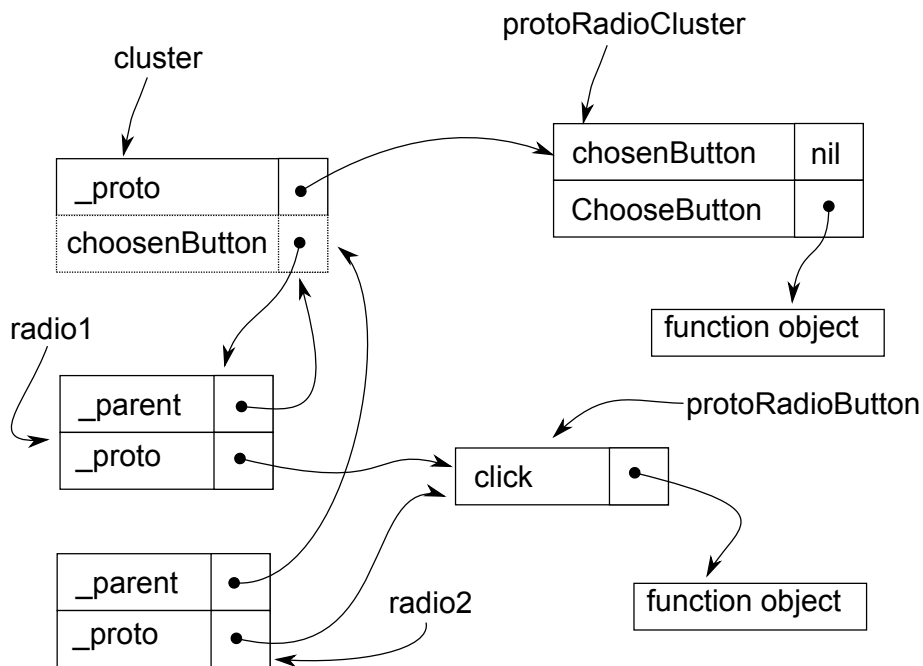 protoRadioCluster
cluster
chosenButton nil
_proto
ChooseButton
choosenButton
radio1
function object
_parent
protoRadioButton
_proto
click
_parent
radio2
function object
_proto